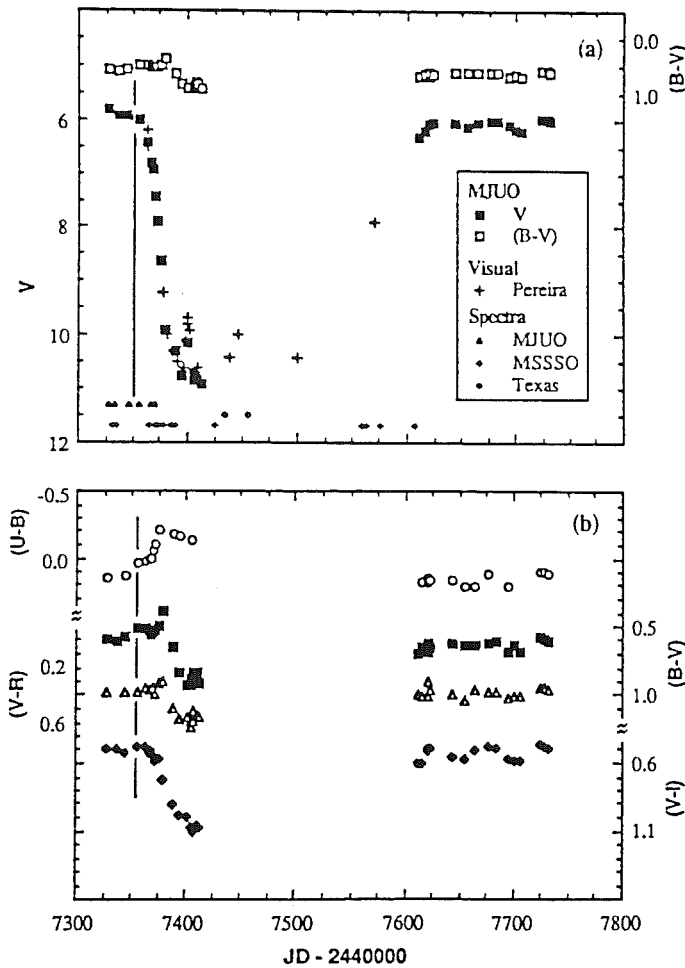 (a)
0.0
1.0
(B-V)
6
8
10
12
V
MJUO
V
(B-V)
Visual
Pereira
Spectra
MJUO
MSSSO
Texas
(b)
-0.5
0.0
(U-B)
0.2
0.6
(V-R)
0.5
1.0
(B-V)
0.6
1.1
(V-I)
7300 7400 7500 7600 7700 7800
JD - 2440000